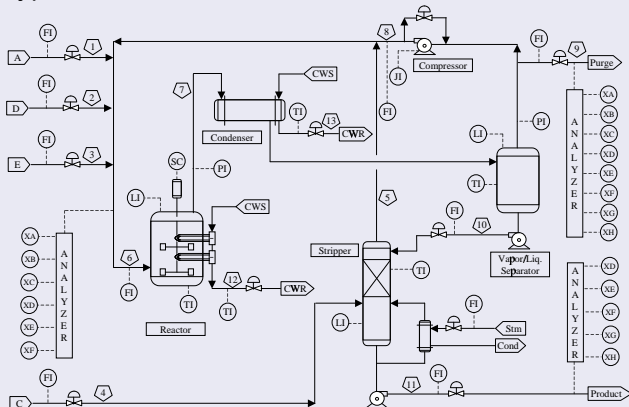 FI
8
FI
9
A
1
JI
Compressor
Purge
FI
7
CWS
FI
XA
D
2
TI
13
XB
Condenser
CWR
LI
PI
A
N
A
L
Y
Z
E
R
XC
FI
SC
PI
XD
E
3
TI
XE
LI
CWS
5
FI
XF
XA
10
XG
XB
A
N
A
L
Y
Z
E
R
6
Stripper
Vap/Liq.
Separator
XH
XC
FI
12
TI
XD
XD
TI
CWR
FI
A
N
A
L
Y
Z
E
R
XE
XE
Reactor
TI
LI
Stm
XF
XF
Cond
XG
FI
4
FI
XH
C
11
Product